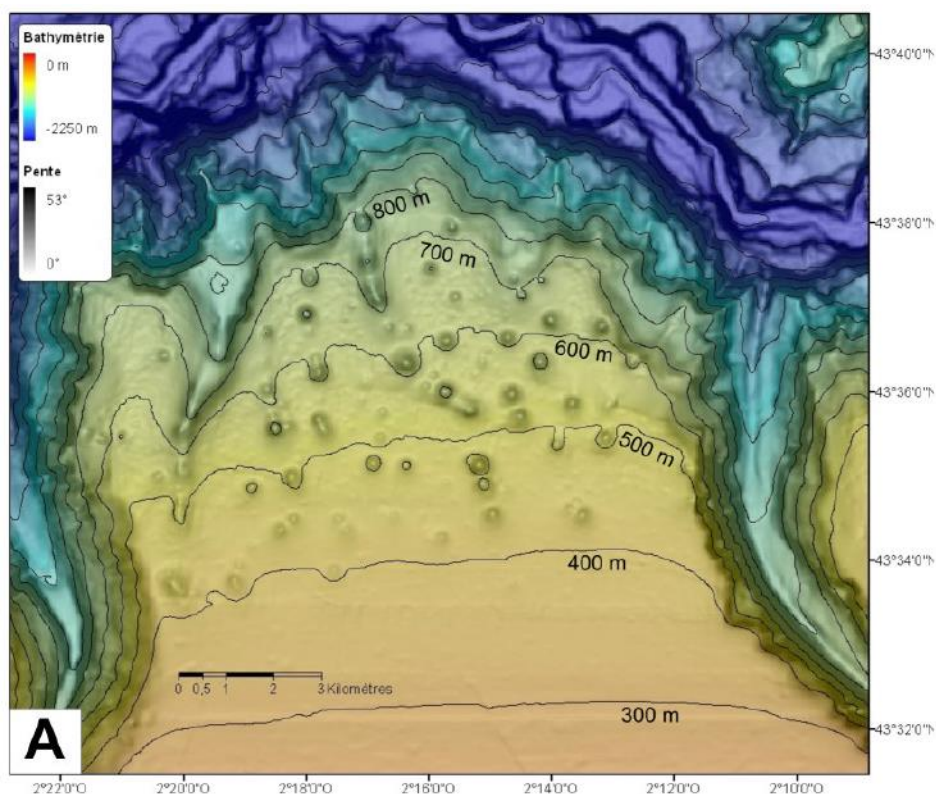 Bathymétrie
0 m
-2250 m
Pente
53°
0°
43°40'0"N
43°38'0"N
43°36'0"N
43°34'0"N
43°32'0"N
800 m
700 m
600 m
500 m
400 m
300 m
0 0,5 1 2 3 Kilomètres
A
2°22'0"O 2°20'0"O 2°18'0"O 2°16'0"O 2°14'0"O 2°12'0"O 2°10'0"O